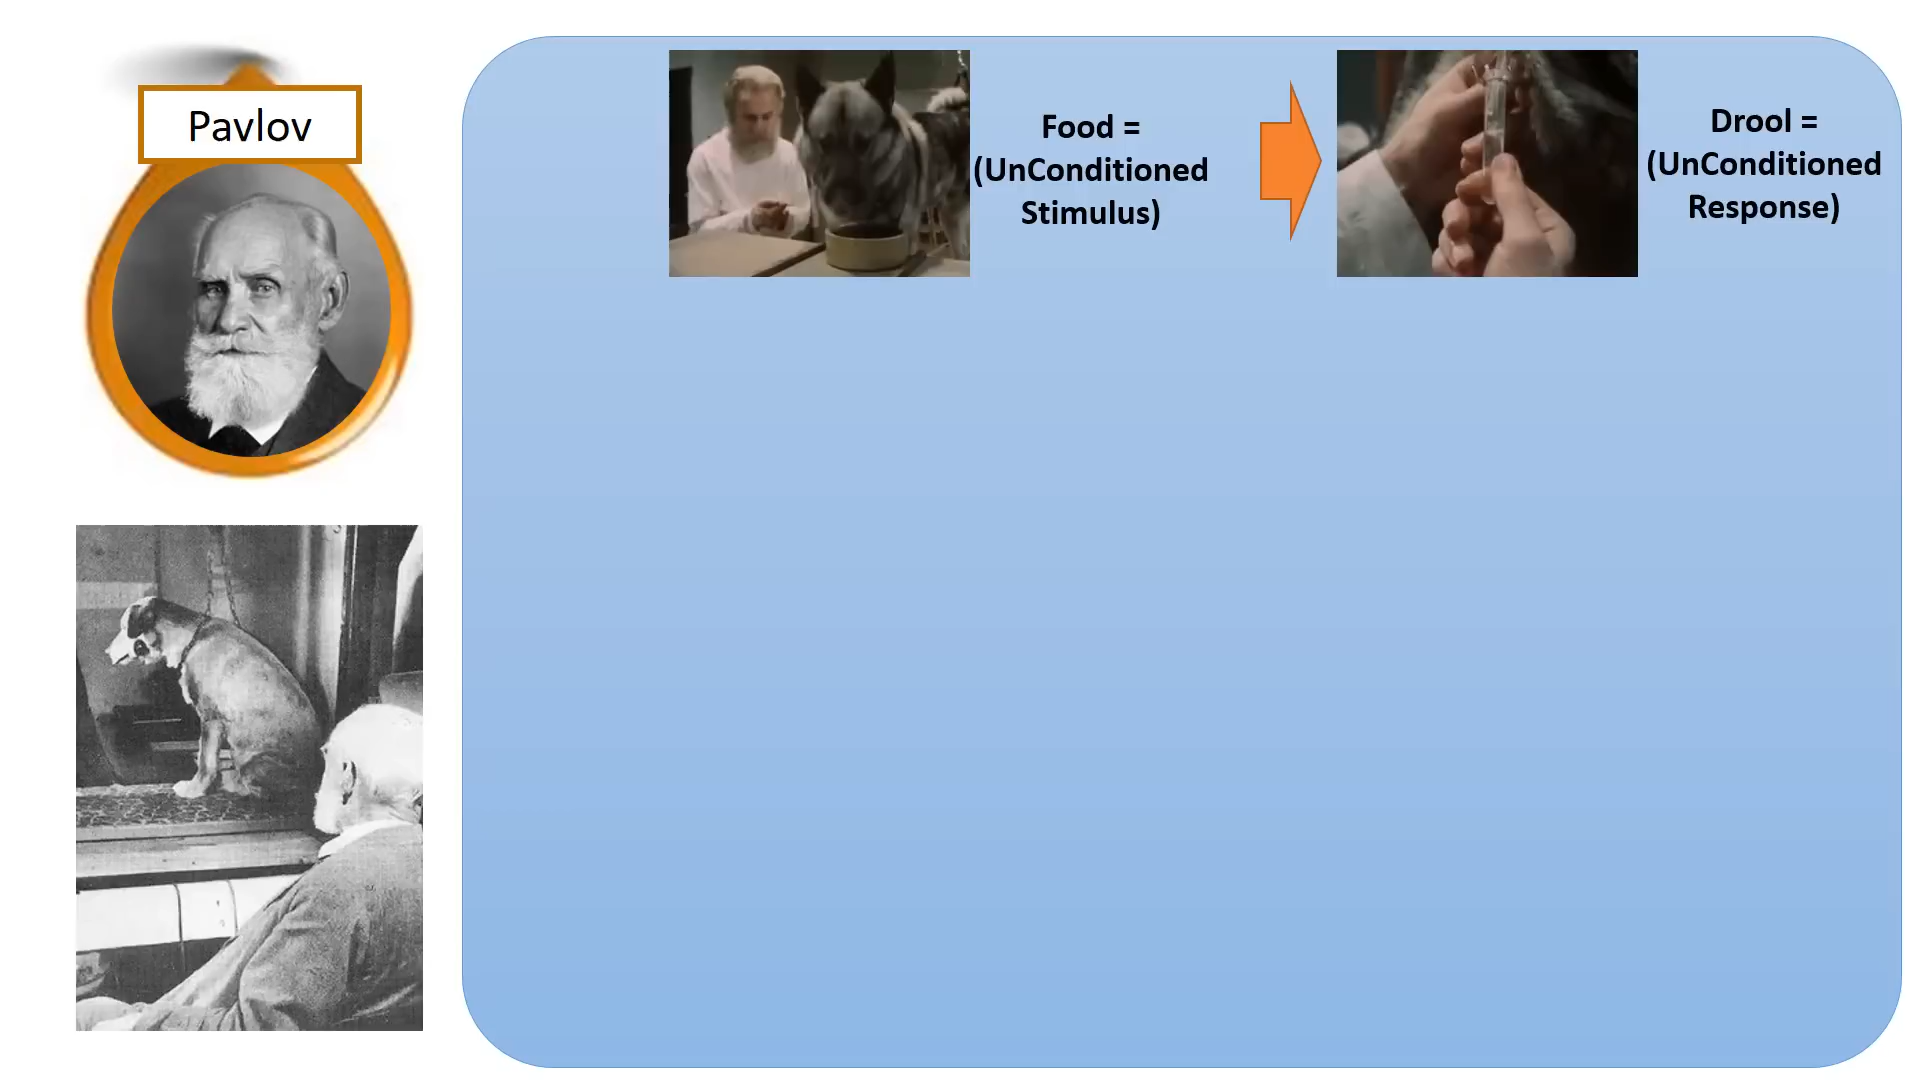 Pavlov
Food =
(UnConditioned
Stimulus)
Drool =
(UnConditioned
Response)